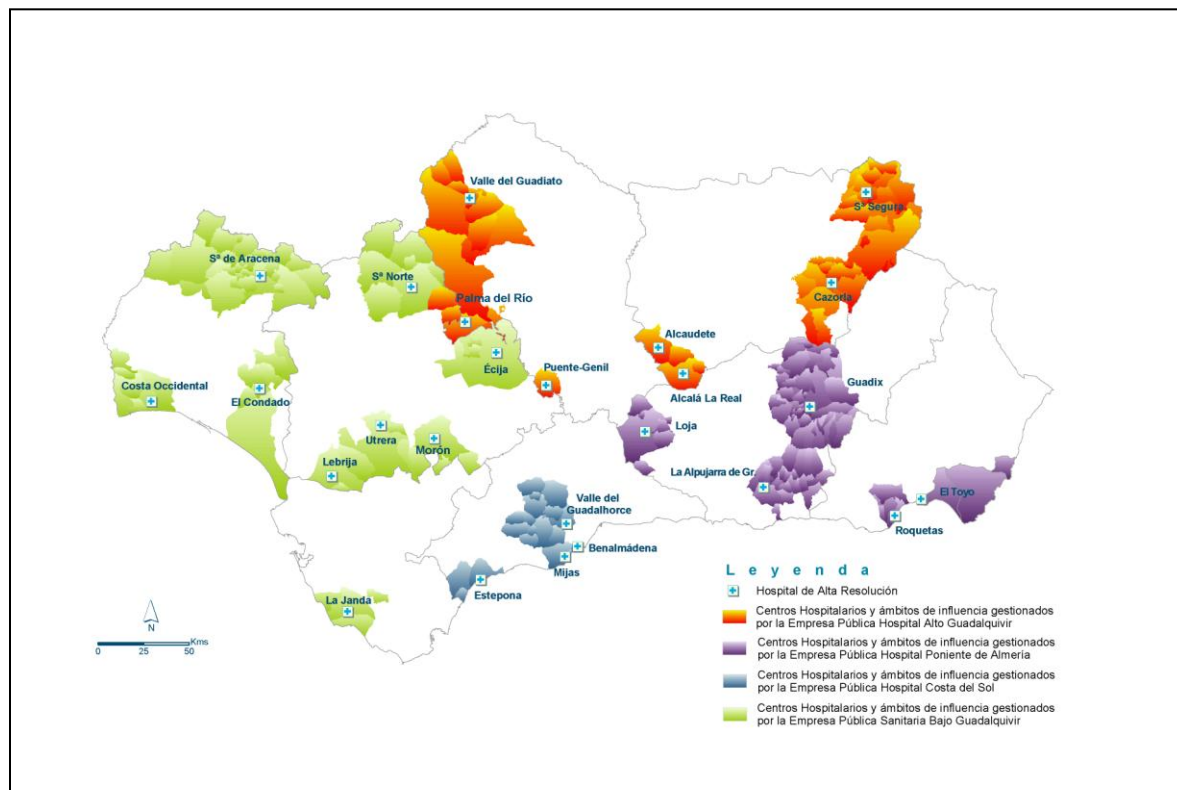 Valle del Guadiato
Sª Segura
Sª de Aracena
Sª Norte
Cazorla
Palma del Río
Alcaudete
Écija
Puente-Genil
Costa Occidental
El Condado
Alcalá La Real
Guadix
Loja
Utrera
Morón
Lebrija
La Alpujarra de Gr.
El Toyo
Valle del
Guadalhorce
Roquetas
Benalmádena
Mijas
Estepona
La Janda
N
Kms
0 25 50
Leyenda
Hospital de Alta Resolución
Centros Hospitalarios y ámbitos de influencia gestionados
por la Empresa Pública Hospital Alto Guadalquivir
Centros Hospitalarios y ámbitos de influencia gestionados
por la Empresa Pública Hospital Poniente de Almería
Centros Hospitalarios y ámbitos de influencia gestionados
por la Empresa Pública Hospital Costa del Sol
Centros Hospitalarios y ámbitos de influencia gestionados
por la Empresa Pública Sanitaria Bajo Guadalquivir